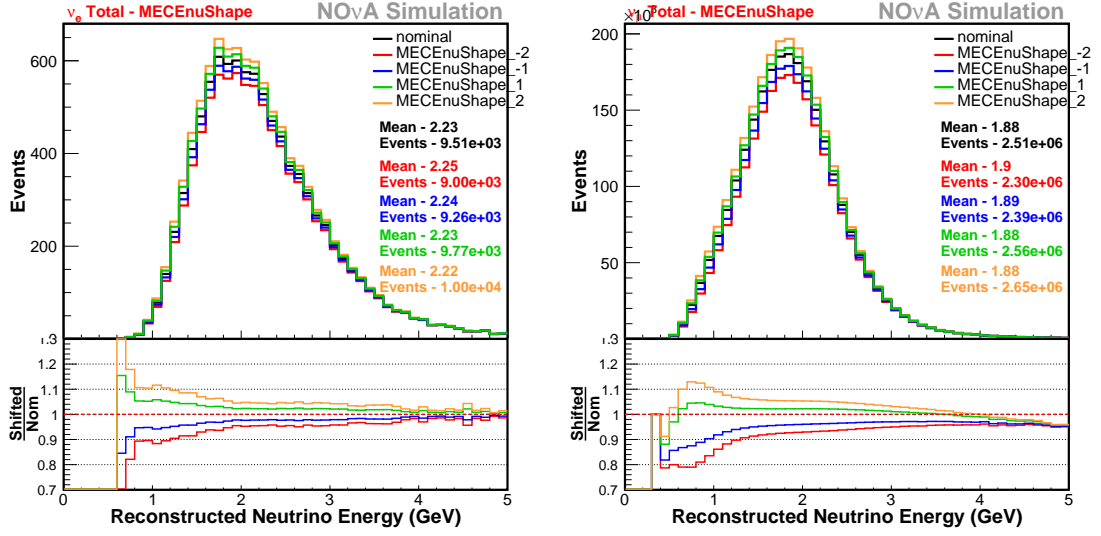 νe Total - MECEnuShape NOνA Simulation
nominal
MECEnuShape_-2
MECEnuShape_-1
MECEnuShape_1
MECEnuShape_2
Mean - 2.23
Events - 9.51e+03
Mean - 2.25
Events - 9.00e+03
Mean - 2.24
Events - 9.26e+03
Mean - 2.23
Events - 9.77e+03
Mean - 2.22
Events - 1.00e+04
Events
600
400
200
1.3
1.2
1.1
1
0.9
0.8
0.7
Shifted
Nom
0 1 2 3 4 5
Reconstructed Neutrino Energy (GeV)
Total - MECEnuShape NOνA Simulation
nominal
MECEnuShape_-2
MECEnuShape_-1
MECEnuShape_1
MECEnuShape_2
Mean - 1.88
Events - 2.51e+06
Mean - 1.9
Events - 2.30e+06
Mean - 1.89
Events - 2.39e+06
Mean - 1.88
Events - 2.56e+06
Mean - 1.88
Events - 2.65e+06
Events
200
150
100
50
1.3
1.2
1.1
1
0.9
0.8
0.7
Shifted
Nom
0 1 2 3 4 5
Reconstructed Neutrino Energy (GeV)